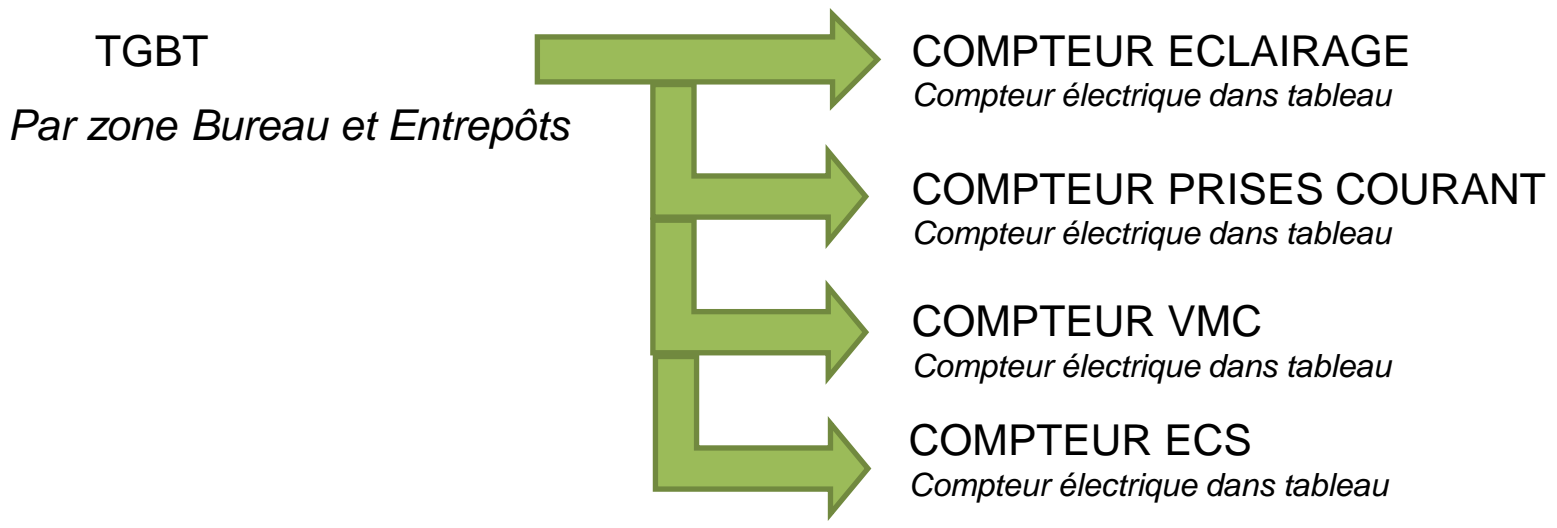 TGBT
Par zone Bureau et Entrepôts
COMPTEUR ECLAIRAGE
Compteur électrique dans tableau
COMPTEUR PRISES COURANT
Compteur électrique dans tableau
COMPTEUR VMC
Compteur électrique dans tableau
COMPTEUR ECS
Compteur électrique dans tableau